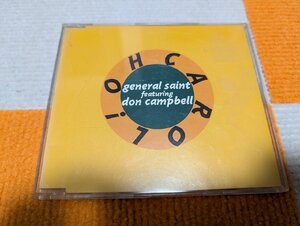 OH CAROL!
general saint
featuring
don campbell